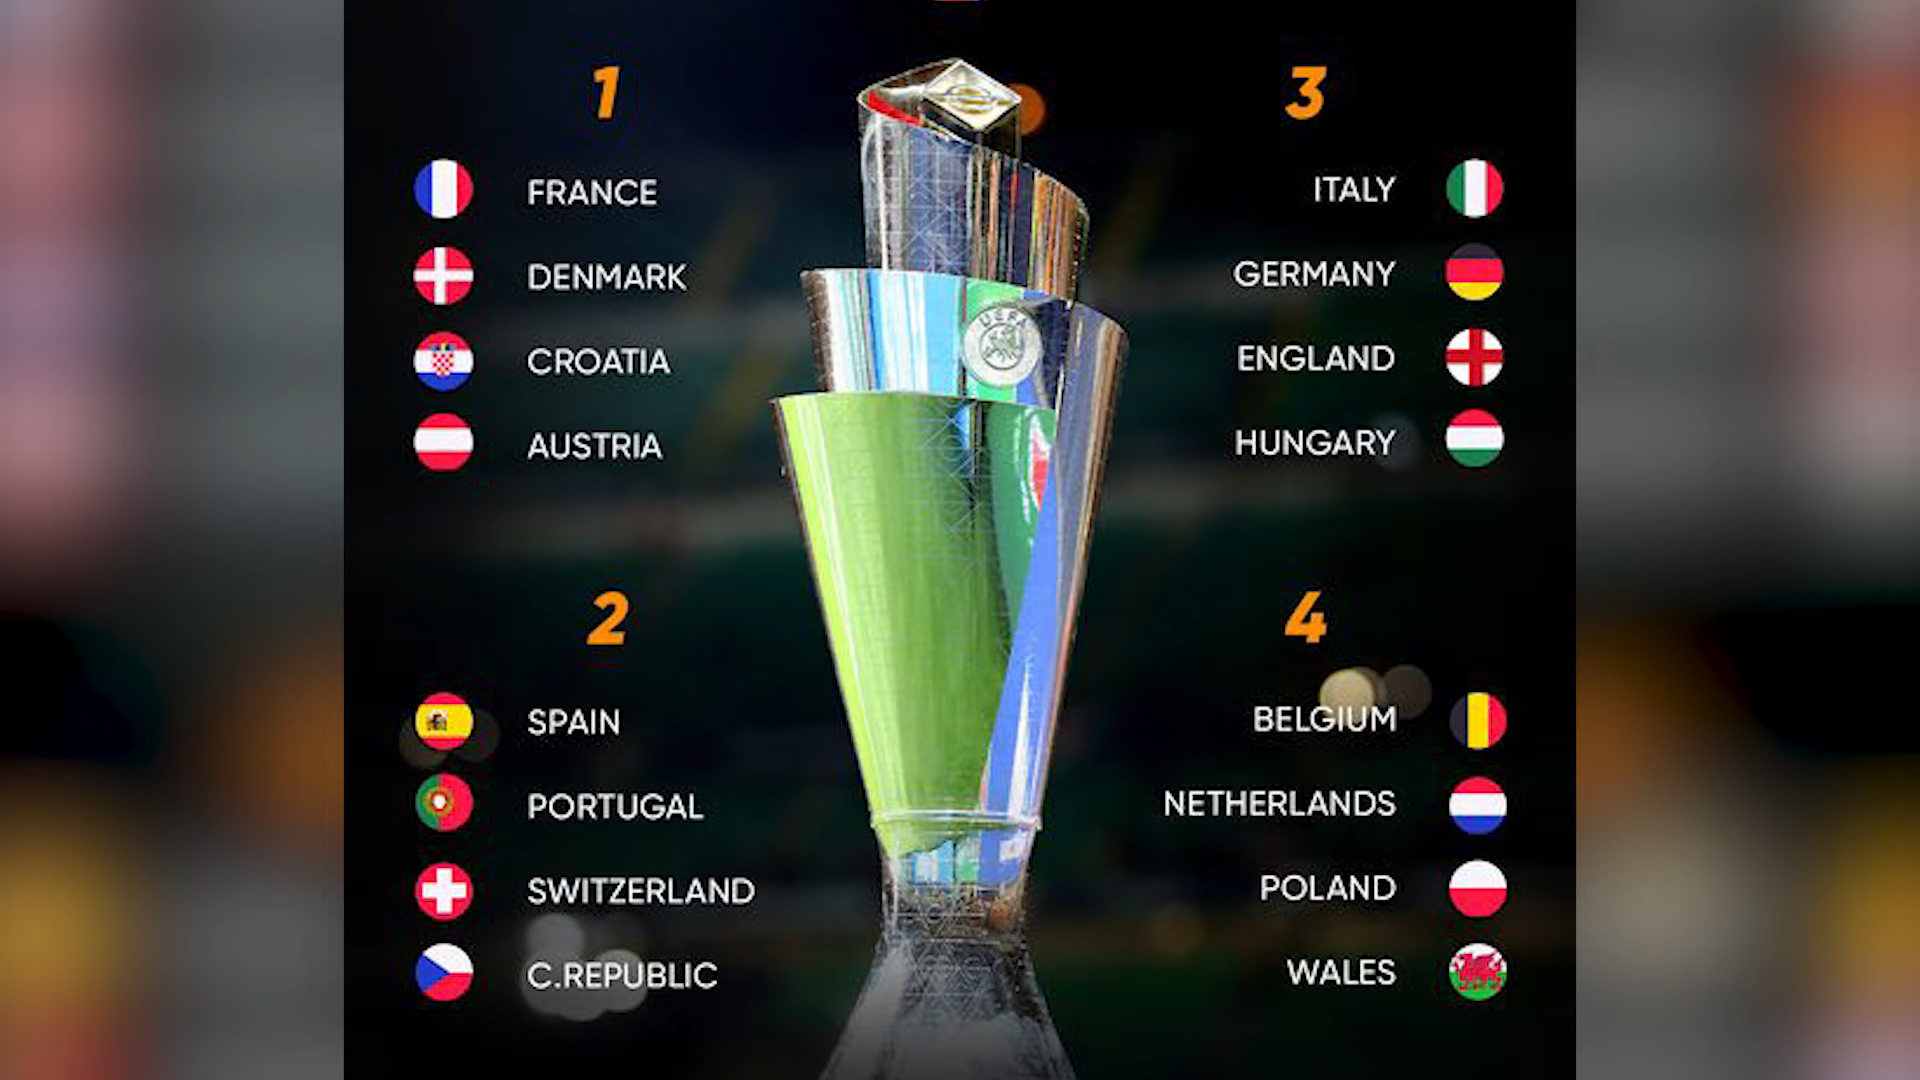 1
FRANCE
DENMARK
CROATIA
AUSTRIA
2
SPAIN
PORTUGAL
SWITZERLAND
C.REPUBLIC
UEFA
3
ITALY
GERMANY
ENGLAND
HUNGARY
4
BELGIUM
NETHERLANDS
POLAND
WALES